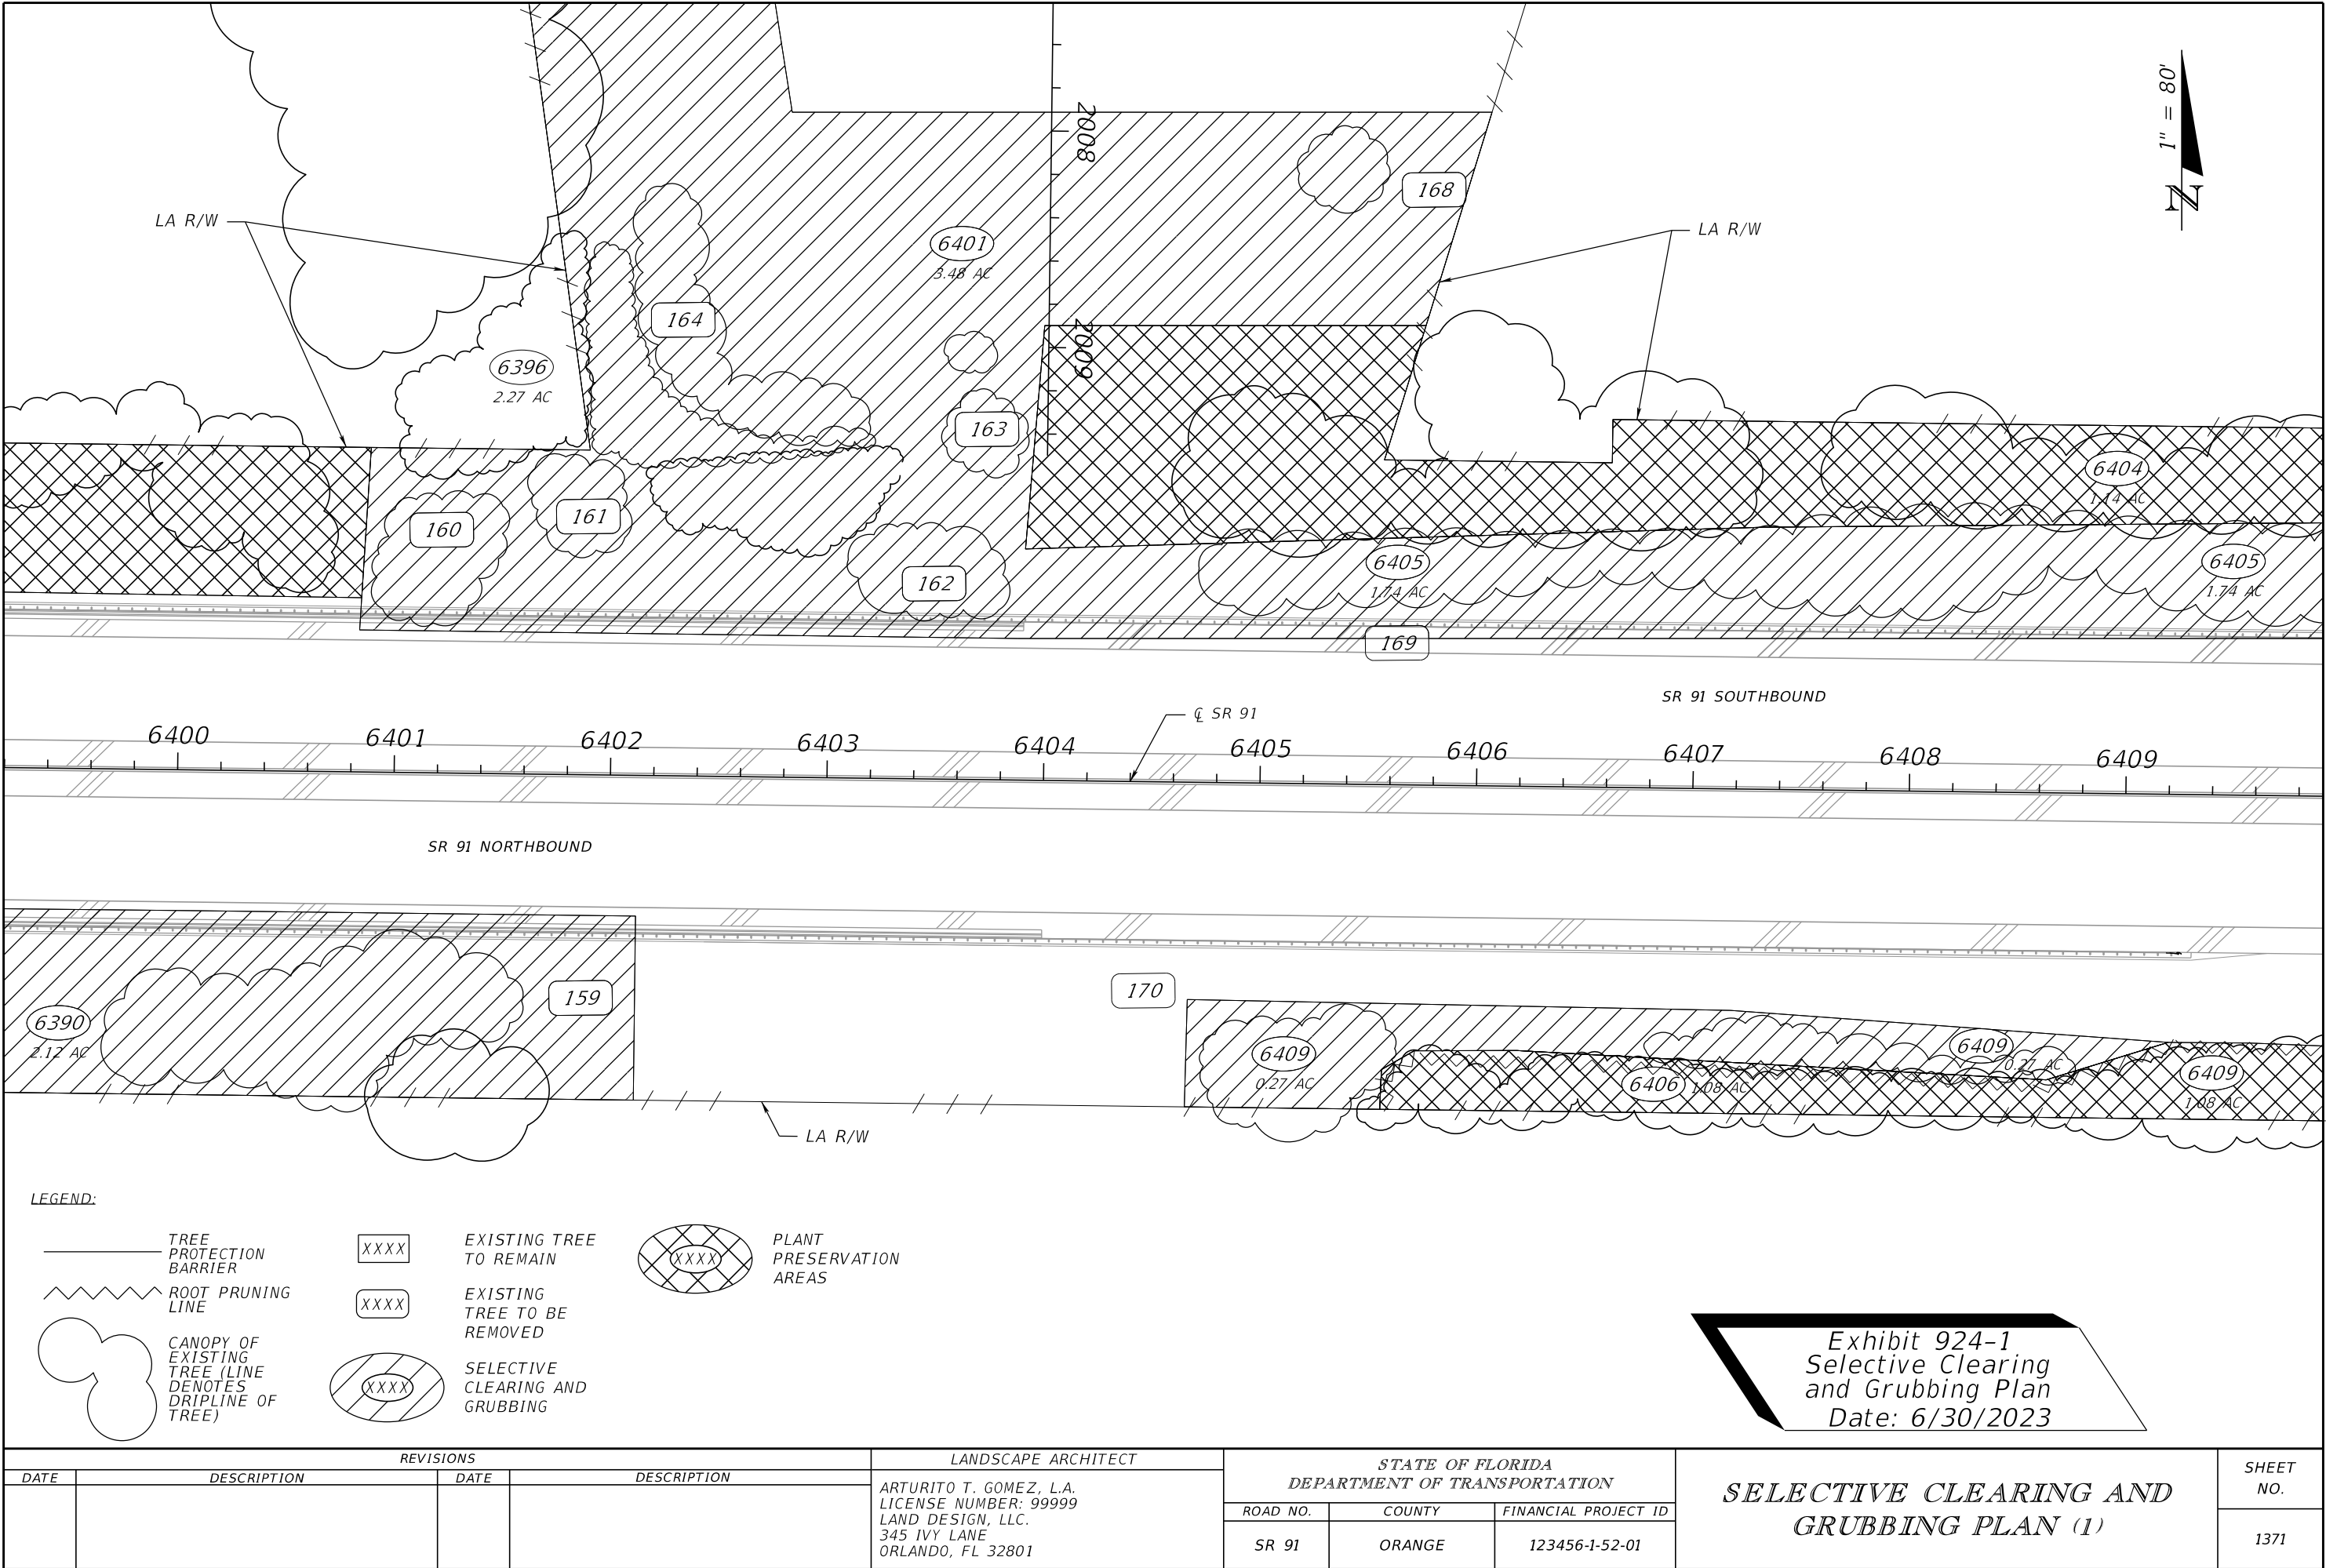 1" = 80'
N
2008
168
LA R/W
LA R/W
6401
3.48 AC
164
2009
6396
2.27 AC
163
6404
1.14 AC
161
160
6405
1.74 AC
6405
1.74 AC
162
169
SR 91 SOUTHBOUND
℄ SR 91
6400
6401
6402
6403
6404
6405
6406
6407
6408
6409
SR 91 NORTHBOUND
159
170
6390
2.12 AC
6409
0.27 AC
6409
0.27 AC
6406
1.08 AC
6409
1.08 AC
LA R/W
LEGEND:
TREE
PROTECTION
BARRIER
ROOT PRUNING
LINE
CANOPY OF
EXISTING
TREE (LINE
DENOTES
DRIPLINE OF
TREE)
XXXX
EXISTING TREE
TO REMAIN
XXXX
EXISTING
TREE TO BE
REMOVED
XXXX
SELECTIVE
CLEARING AND
GRUBBING
XXXX
PLANT
PRESERVATION
AREAS
Exhibit 924-1
Selective Clearing
and Grubbing Plan
Date: 6/30/2023
REVISIONS
DATE DESCRIPTION DATE DESCRIPTION
LANDSCAPE ARCHITECT
ARTURITO T. GOMEZ, L.A.
LICENSE NUMBER: 99999
LAND DESIGN, LLC.
345 IVY LANE
ORLANDO, FL 32801
STATE OF FLORIDA
DEPARTMENT OF TRANSPORTATION
ROAD NO. COUNTY FINANCIAL PROJECT ID
SR 91 ORANGE 123456-1-52-01
SELECTIVE CLEARING AND
GRUBBING PLAN (1)
SHEET
NO.
1371